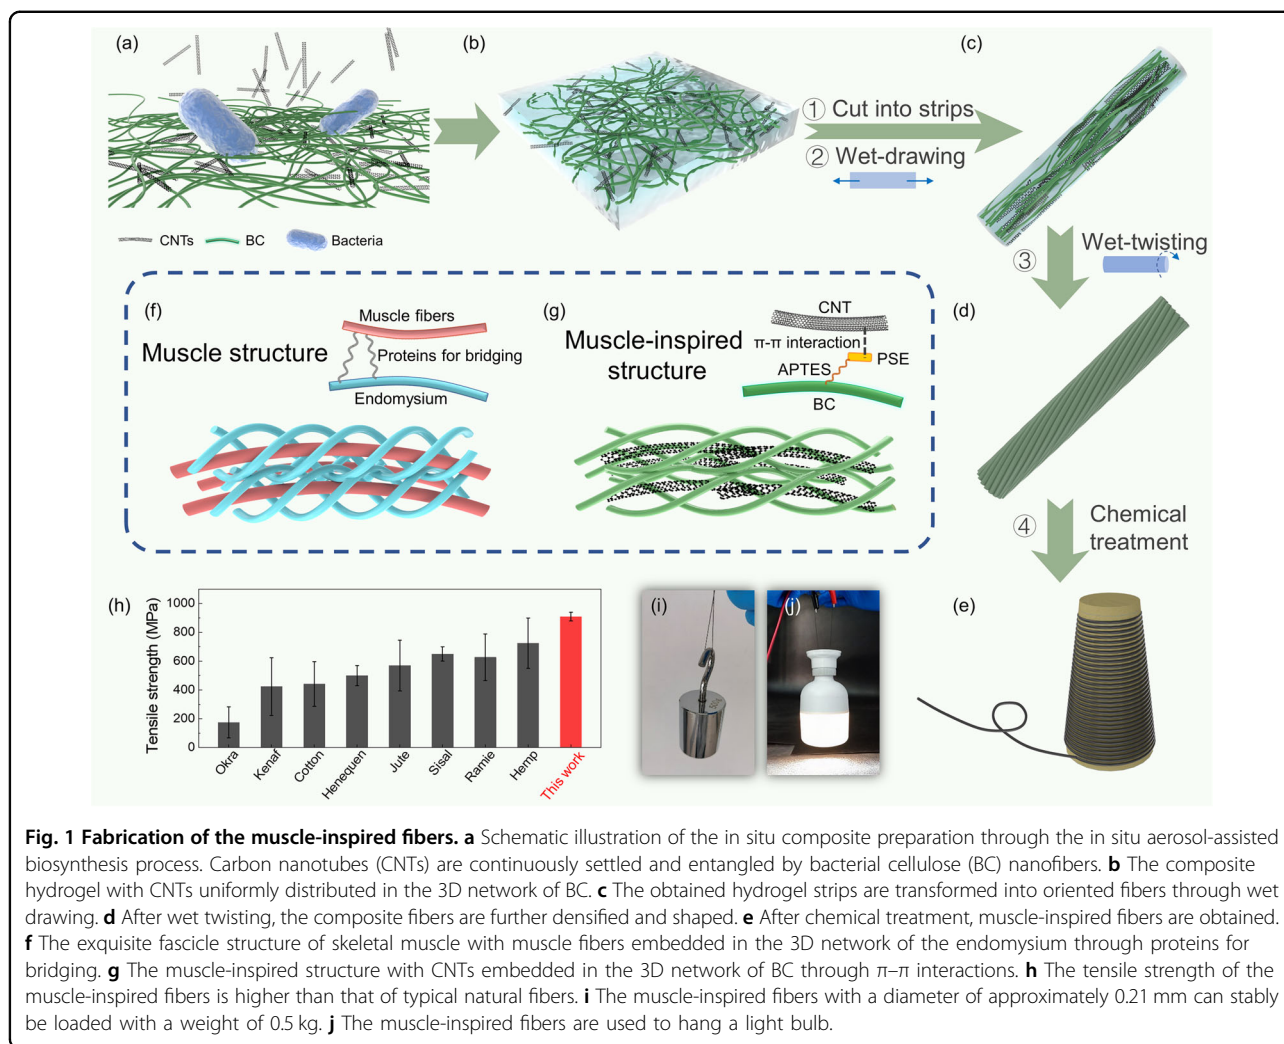 (a)
(b)
(c)
① Cut into strips
② Wet-drawing
CNTs
BC
Bacteria
③
Wet-twisting
(d)
(f)
Muscle structure
Muscle fibers
Proteins for bridging
Endomysium
(g)
Muscle-inspired
structure
CNT
π-π interaction
PSE
APTES
BC
④
Chemical
treatment
(e)
(h)
Tensile strength (MPa)
1000
800
600
400
200
0
Okra
Kenaf
Cotton
Henequen
Jute
Sisal
Ramie
Hemp
This work
(i)
(j)
Fig. 1 Fabrication of the muscle-inspired fibers. a Schematic illustration of the in situ composite preparation through the in situ aerosol-assisted
biosynthesis process. Carbon nanotubes (CNTs) are continuously settled and entangled by bacterial cellulose (BC) nanofibers. b The composite
hydrogel with CNTs uniformly distributed in the 3D network of BC. c The obtained hydrogel strips are transformed into oriented fibers through wet
drawing. d After wet twisting, the composite fibers are further densified and shaped. e After chemical treatment, muscle-inspired fibers are obtained.
f The exquisite fascicle structure of skeletal muscle with muscle fibers embedded in the 3D network of the endomysium through proteins for
bridging. g The muscle-inspired structure with CNTs embedded in the 3D network of BC through π–π interactions. h The tensile strength of the
muscle-inspired fibers is higher than that of typical natural fibers. i The muscle-inspired fibers with a diameter of approximately 0.21 mm can stably
be loaded with a weight of 0.5 kg. j The muscle-inspired fibers are used to hang a light bulb.